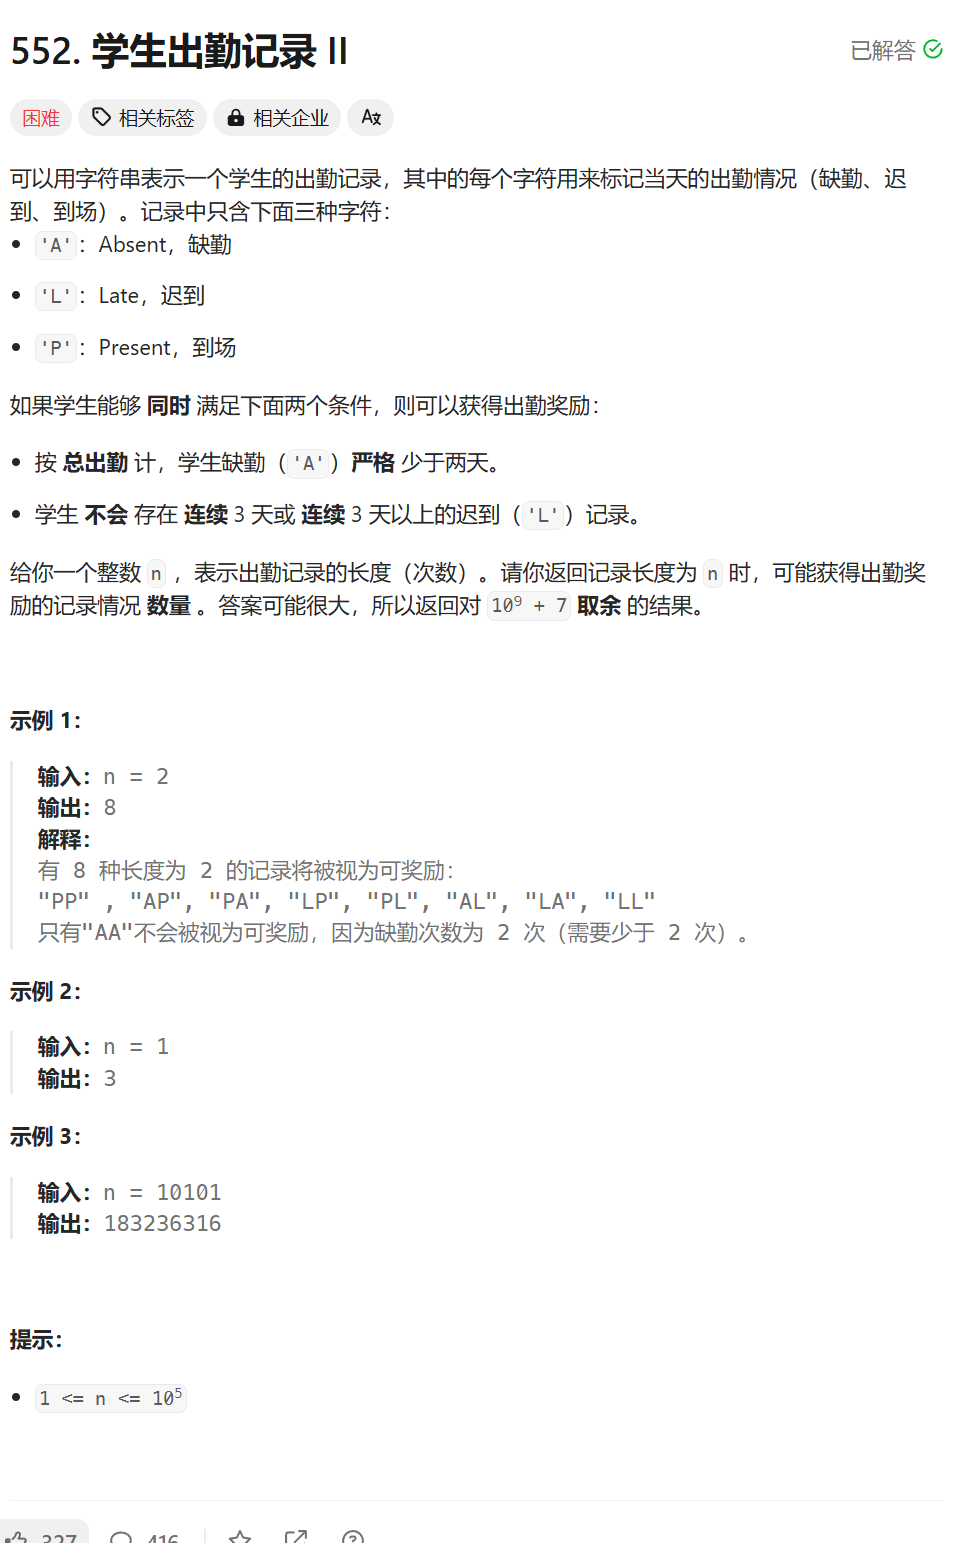 552. 学生出勤记录 II
已解答
困难
相关标签
相关企业
可以用字符串表示一个学生的出勤记录，其中的每个字符用来标记当天的出勤情况（缺勤、迟
到、到场）。记录中只含下面三种字符：
'A'：Absent，缺勤
'L'：Late，迟到
'P'：Present，到场
如果学生能够 同时 满足下面两个条件，则可以获得出勤奖励：
按 总出勤 计，学生缺勤（'A'）严格 少于两天。
学生 不会 存在 连续 3 天或 连续 3 天以上的迟到（'L'）记录。
给你一个整数 n ，表示出勤记录的长度（次数）。请你返回记录长度为 n 时，可能获得出勤奖
励的记录情况 数量 。答案可能很大，所以返回对 10⁹ + 7 取余 的结果。
示例 1：
输入：n = 2
输出：8
解释：
有 8 种长度为 2 的记录将被视为可奖励：
"PP" , "AP", "PA", "LP", "PL", "AL", "LA", "LL"
只有"AA"不会被视为可奖励，因为缺勤次数为 2 次（需要少于 2 次）。
示例 2：
输入：n = 1
输出：3
示例 3：
输入：n = 10101
输出：183236316
提示：
1 <= n <= 10⁵
327
416